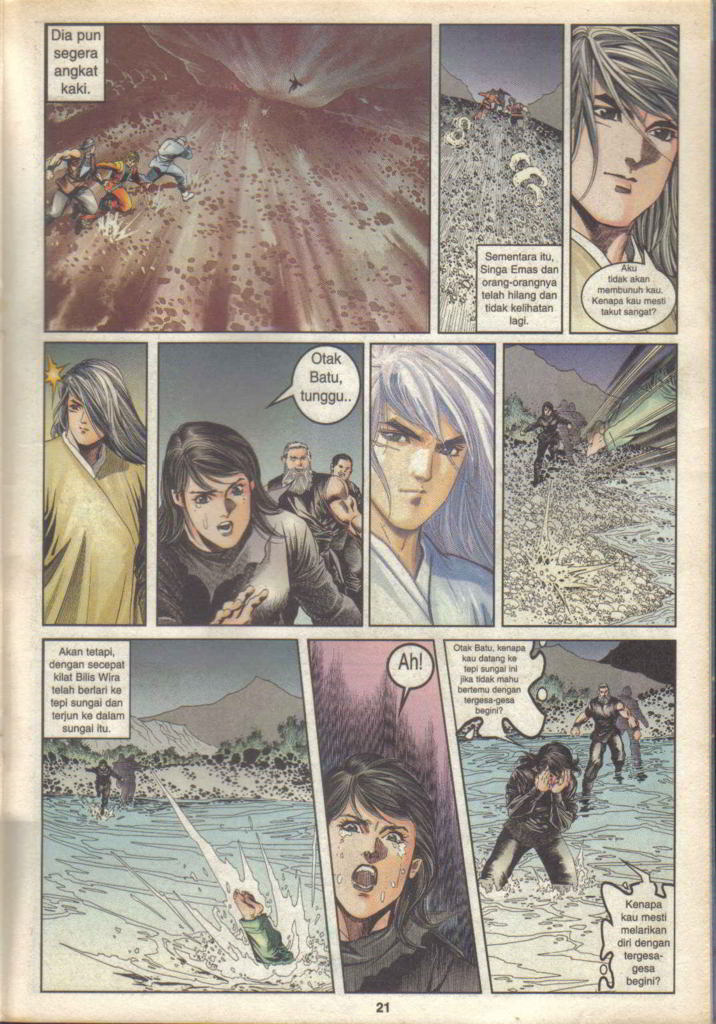 Dia pun
segera
angkat
kaki.
Sementara itu,
Singa Emas dan
orang-orangnya
telah hilang dan
tidak kelihatan
lagi.
Aku
tidak akan
membunuh kau.
Kenapa kau mesti
takut sangat?
Otak
Batu,
tunggu..
Akan tetapi,
dengan secepat
kilat Bilis Wira
telah berlari ke
tepi sungai dan
terjun ke dalam
sungai itu.
Ah!
Otak Batu, kenapa
kau datang ke
tepi sungai ini
jika tidak mahu
bertemu dengan
tergesa-gesa
begini?
Kenapa
kau mesti
melarikan
diri dengan
tergesa-
gesa
begini?
21